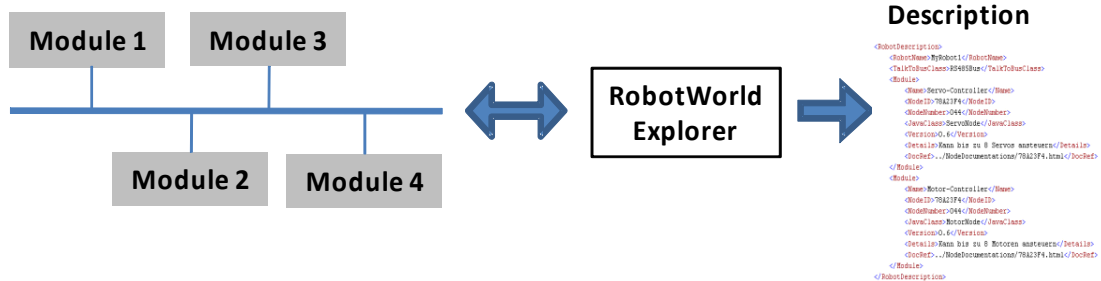 Description
Module 1
Module 3
Module 2
Module 4
RobotWorld
Explorer
<RobotDescription>
<RobotName>MyRobot1</RobotName>
<TalkToBusClass>RS485Bus</TalkToBusClass>
<Module>
<Name>Servo-Controller</Name>
<NodeID>78A23F4</NodeID>
<NodeNumber>044</NodeNumber>
<JavaClass>ServoNode</JavaClass>
<Version>0.6</Version>
<Details>Kann bis zu 8 Servos ansteuern</Details>
<DocRef>../NodeDocumentations/78A23F4.html</DocRef>
</Module>
<Module>
<Name>Motor-Controller</Name>
<NodeID>78A23F4</NodeID>
<NodeNumber>044</NodeNumber>
<JavaClass>MotorNode</JavaClass>
<Version>0.6</Version>
<Details>Kann bis zu 8 Motoren ansteuern</Details>
<DocRef>../NodeDocumentations/78A23F4.html</DocRef>
</Module>
</RobotDescription>